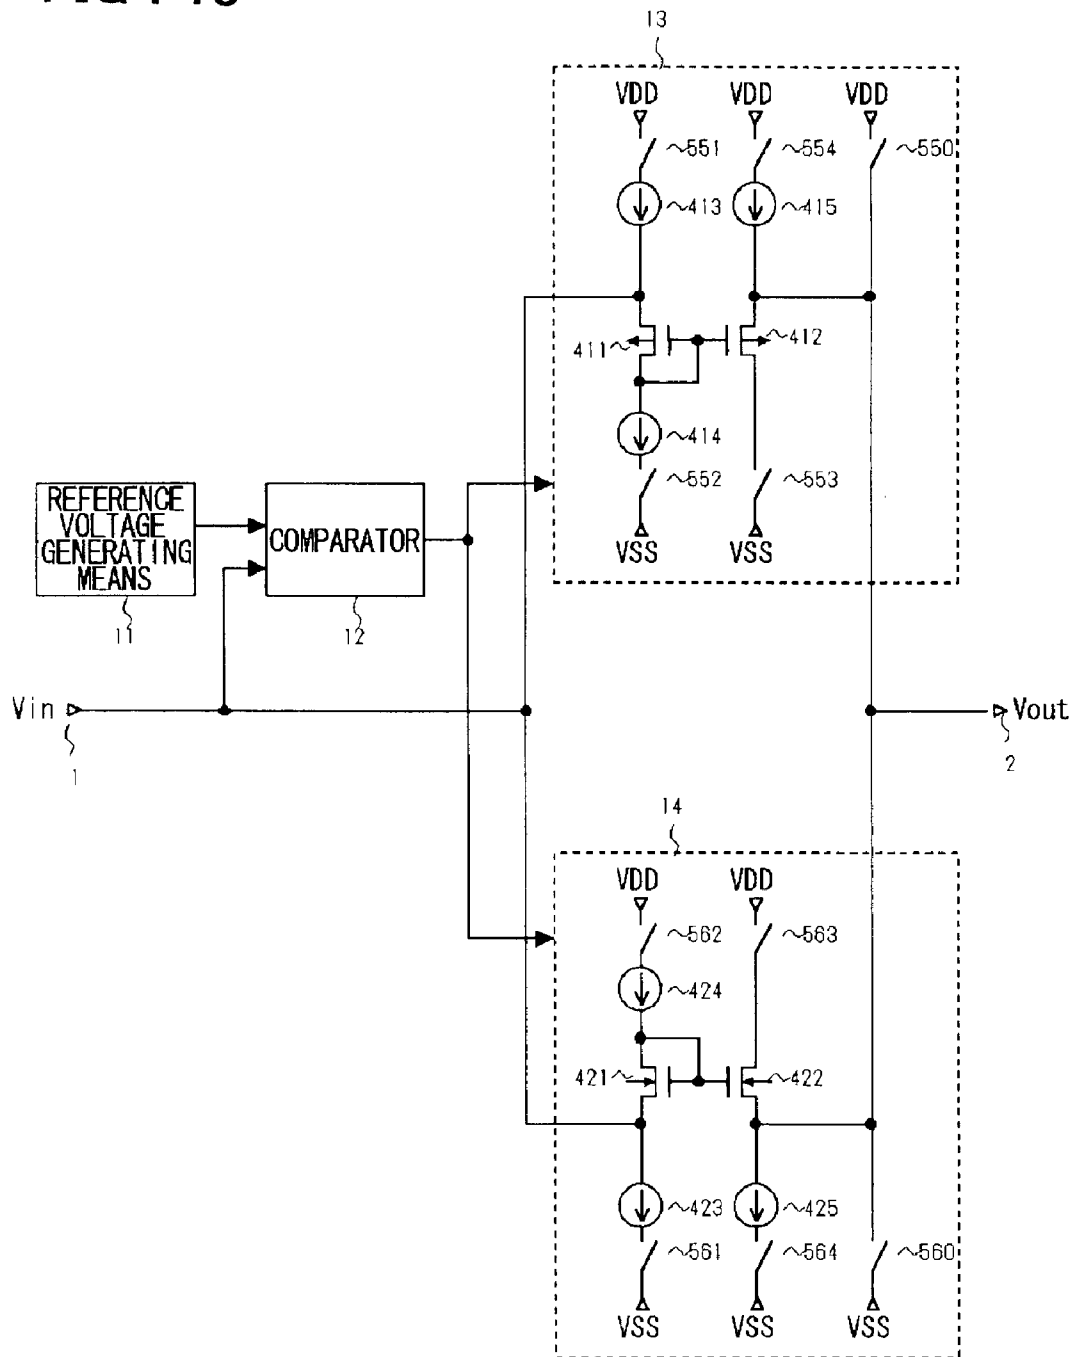 13
VDD VDD VDD
551 554 550
413 415
411 412
414
552 553
VSS VSS
REFERENCE
VOLTAGE
GENERATING
MEANS
COMPARATOR
11 12
Vin
1
Vout
2
14
VDD VDD
562 563
424
421 422
423 425
561 564 560
VSS VSS VSS